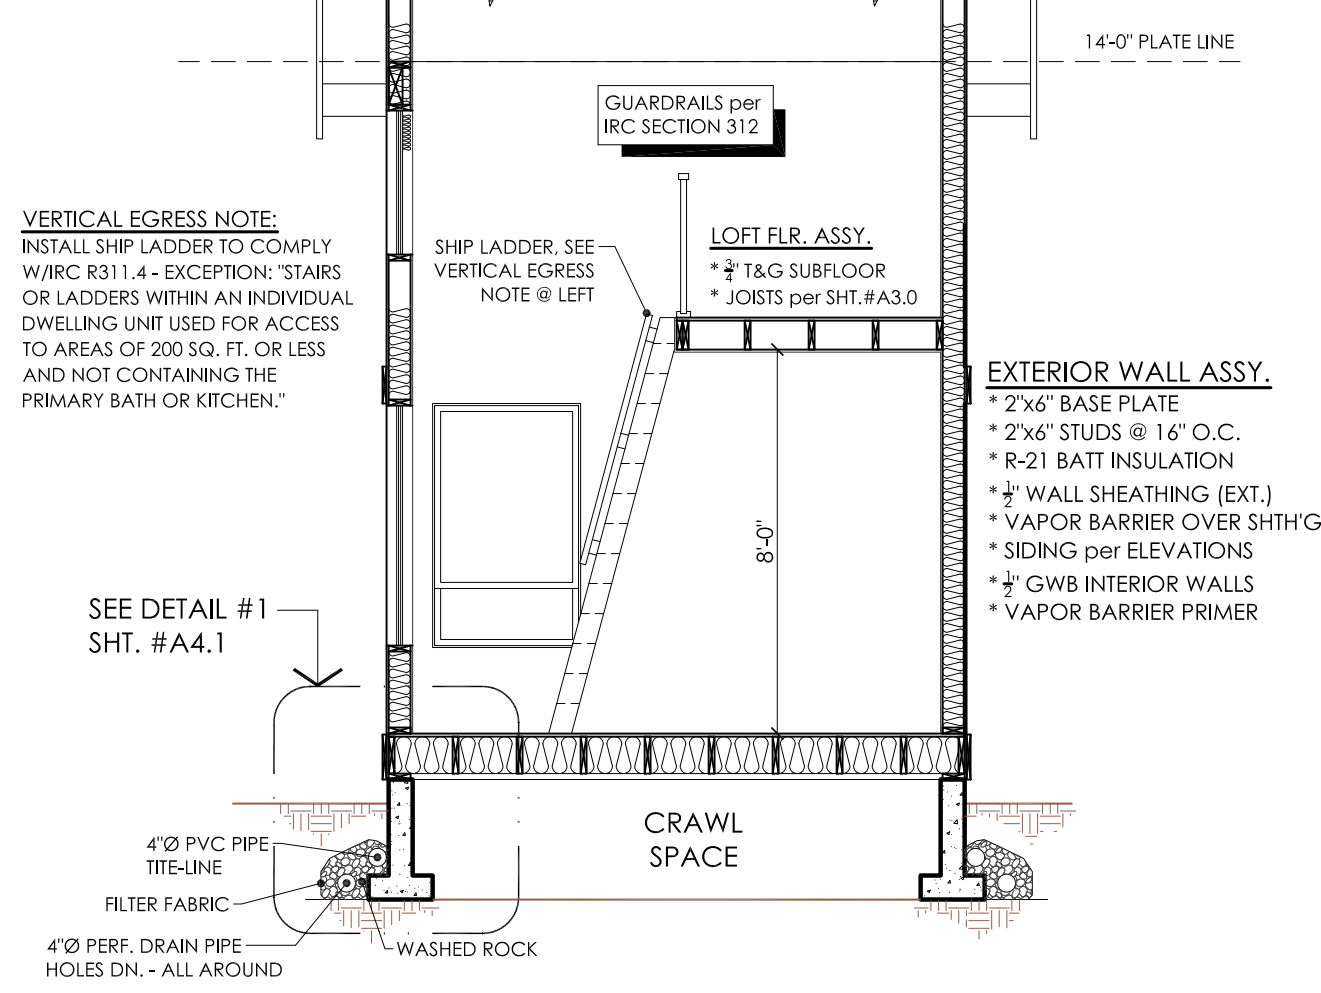 14'-0" PLATE LINE
GUARDRAILS per
IRC SECTION 312
VERTICAL EGRESS NOTE:
INSTALL SHIP LADDER TO COMPLY
W/IRC R311.4 - EXCEPTION: "STAIRS
OR LADDERS WITHIN AN INDIVIDUAL
DWELLING UNIT USED FOR ACCESS
TO AREAS OF 200 SQ. FT. OR LESS
AND NOT CONTAINING THE
PRIMARY BATH OR KITCHEN."
SHIP LADDER, SEE
VERTICAL EGRESS
NOTE @ LEFT
LOFT FLR. ASSY.
* 3/4" T&G SUBFLOOR
* JOISTS per SHT.#A3.0
EXTERIOR WALL ASSY.
* 2"x6" BASE PLATE
* 2"x6" STUDS @ 16" O.C.
* R-21 BATT INSULATION
* 1/2" WALL SHEATHING (EXT.)
* VAPOR BARRIER OVER SHTH'G
* SIDING per ELEVATIONS
* 1/2" GWB INTERIOR WALLS
* VAPOR BARRIER PRIMER
8'-0"
SEE DETAIL #1
SHT. #A4.1
CRAWL
SPACE
4"Ø PVC PIPE
TITE-LINE
FILTER FABRIC
4"Ø PERF. DRAIN PIPE
HOLES DN. - ALL AROUND
WASHED ROCK